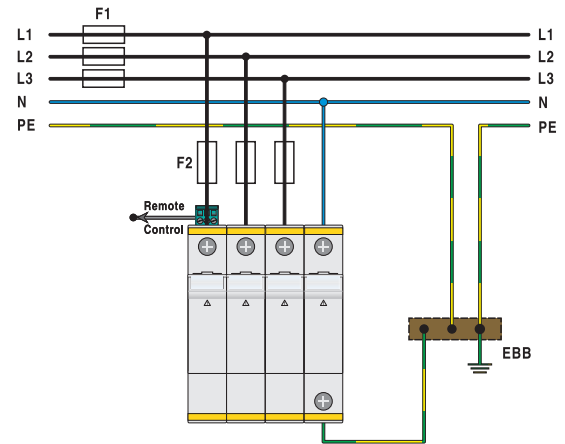 F1
L1 L1
L2 L2
L3 L3
N N
PE PE
F2
Remote
Control
EBB